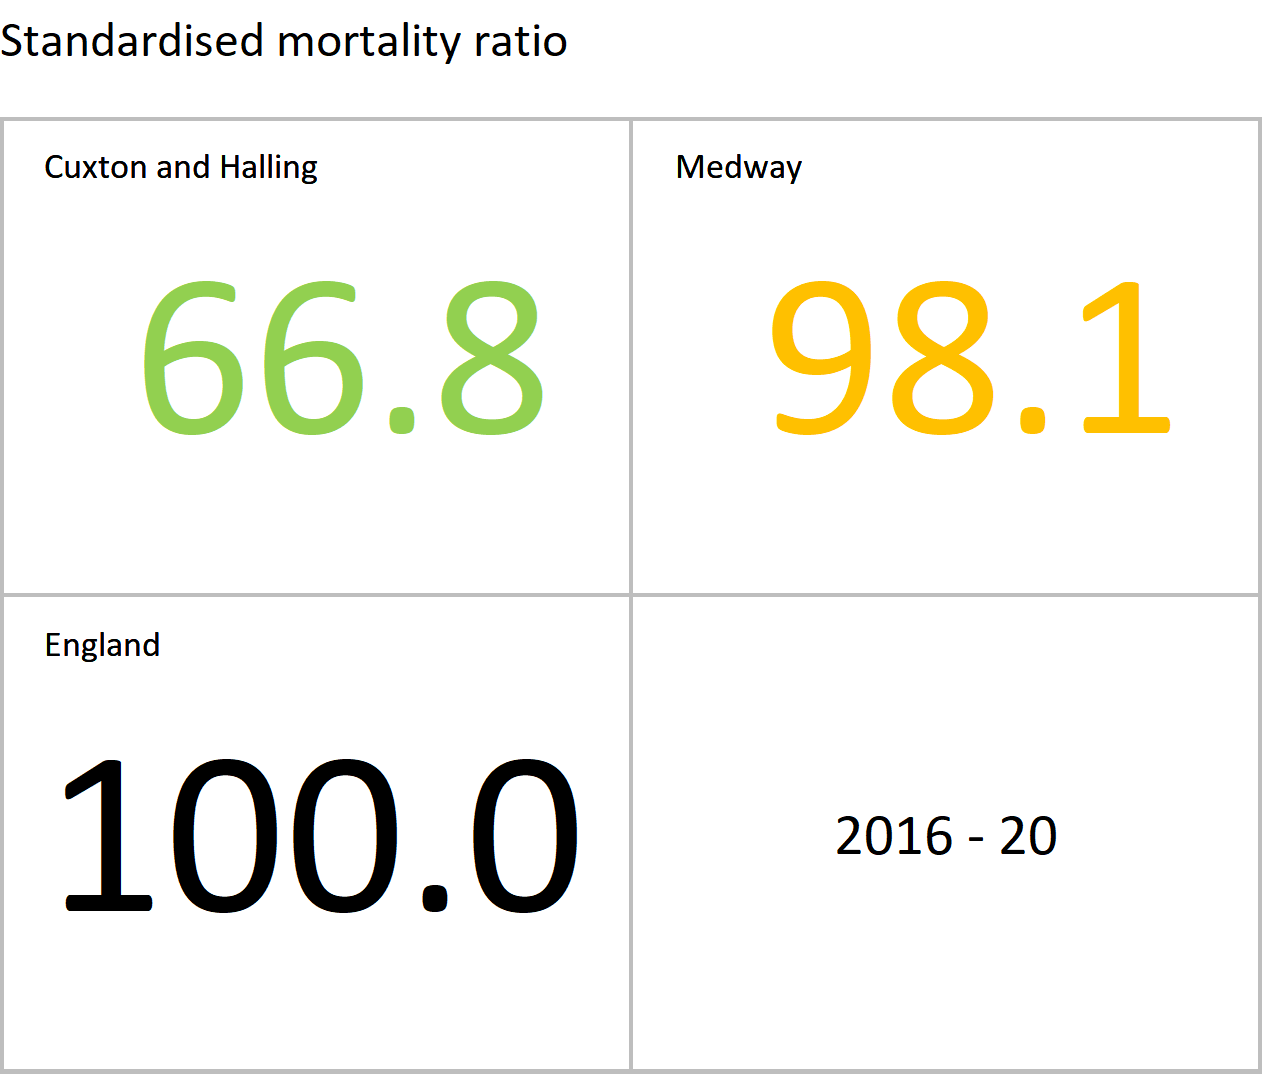 Standardised mortality ratio
Cuxton and Halling
66.8
Medway
98.1
England
100.0
2016 - 20